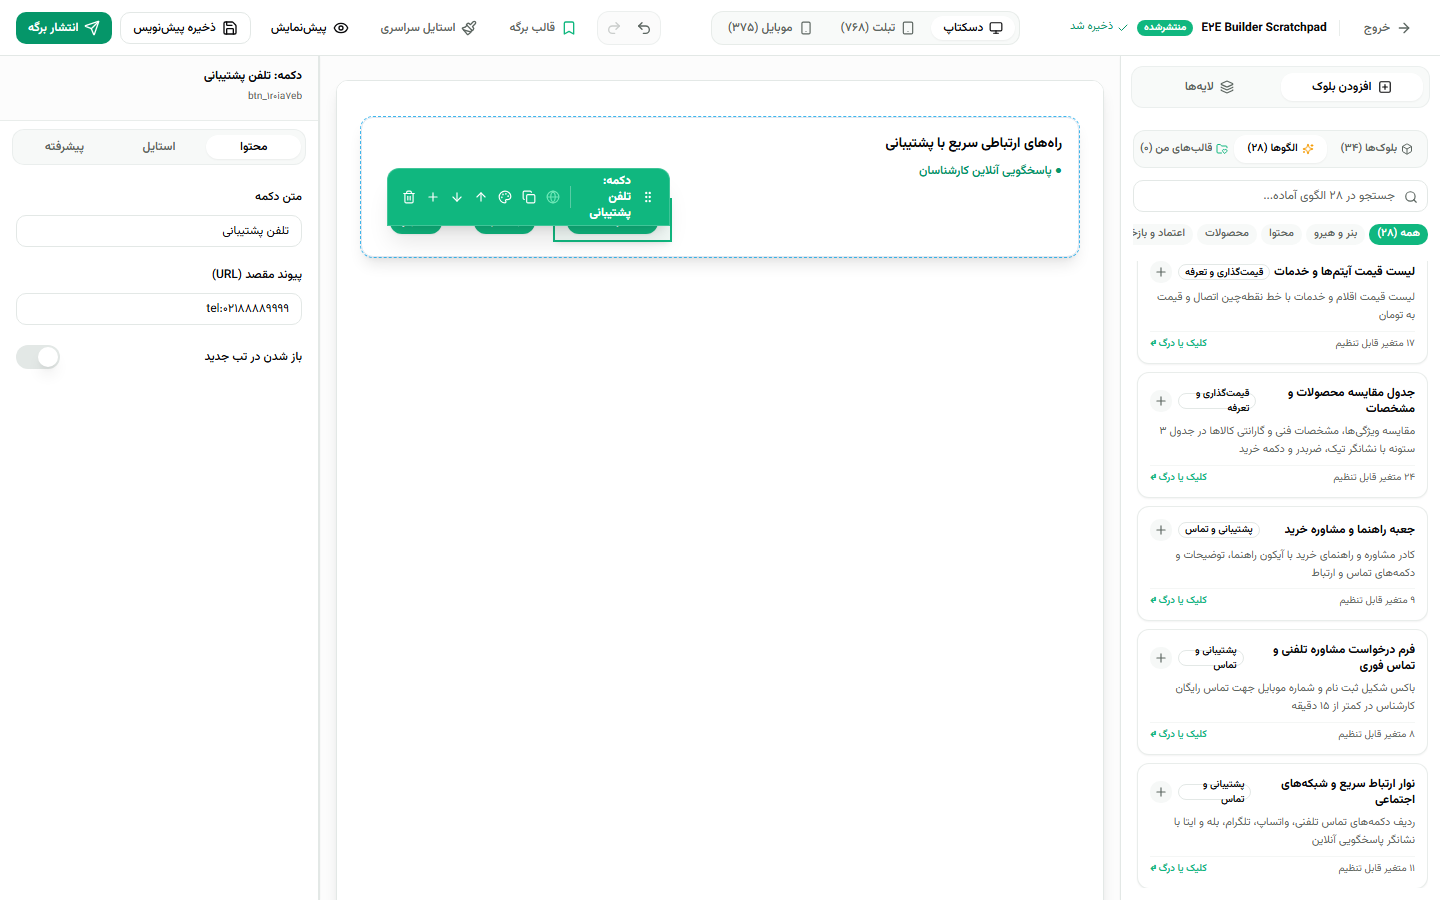 خروج
E2E Builder Scratchpad
منتشرشده
ذخیره شد
دسکتاپ
تبلت (۷۶۸)
موبایل (۳۷۵)
قالب برگه
استایل سراسری
پیش‌نمایش
ذخیره پیش‌نویس
انتشار برگه
افزودن بلوک
لایه‌ها
بلوک‌ها (۳۴)
الگوها (۲۸)
قالب‌های من (۰)
جستجو در ۲۸ الگوی آماده...
همه (۲۸)
بنر و هیرو
محتوا
محصولات
اعتماد و بازخ
لیست قیمت آیتم‌ها و خدمات
قیمت‌گذاری و تعرفه
لیست قیمت اقلام و خدمات با خط نقطه‌چین اتصال و قیمت
به تومان
۱۷ متغیر قابل تنظیم
کلیک یا درگ
جدول مقایسه محصولات و
مشخصات
قیمت‌گذاری و
تعرفه
مقایسه ویژگی‌ها، مشخصات فنی و گارانتی کالاها در جدول ۳
ستونه با نشانگر تیک، ضربدر و دکمه خرید
۲۴ متغیر قابل تنظیم
کلیک یا درگ
جعبه راهنما و مشاوره خرید
پشتیبانی و تماس
کادر مشاوره و راهنمای خرید با آیکون راهنما، توضیحات و
دکمه‌های تماس و ارتباط
۹ متغیر قابل تنظیم
کلیک یا درگ
فرم درخواست مشاوره تلفنی و
تماس فوری
پشتیبانی و
تماس
باکس شکیل ثبت نام و شماره موبایل جهت تماس رایگان
کارشناس در کمتر از ۱۵ دقیقه
۸ متغیر قابل تنظیم
کلیک یا درگ
نوار ارتباط سریع و شبکه‌های
اجتماعی
پشتیبانی و
تماس
ردیف دکمه‌های تماس تلفنی، واتساپ، تلگرام، بله و ایتا با
نشانگر پاسخگویی آنلاین
۱۱ متغیر قابل تنظیم
کلیک یا درگ
راه‌های ارتباطی سریع با پشتیبانی
● پاسخگویی آنلاین کارشناسان
دکمه:
تلفن
پشتیبانی
دکمه: تلفن پشتیبانی
btn_1roia7eb
محتوا
استایل
پیشرفته
متن دکمه
تلفن پشتیبانی
پیوند مقصد (URL)
tel:۰۲۱۸۸۸۸۹۹۹۹
باز شدن در تب جدید